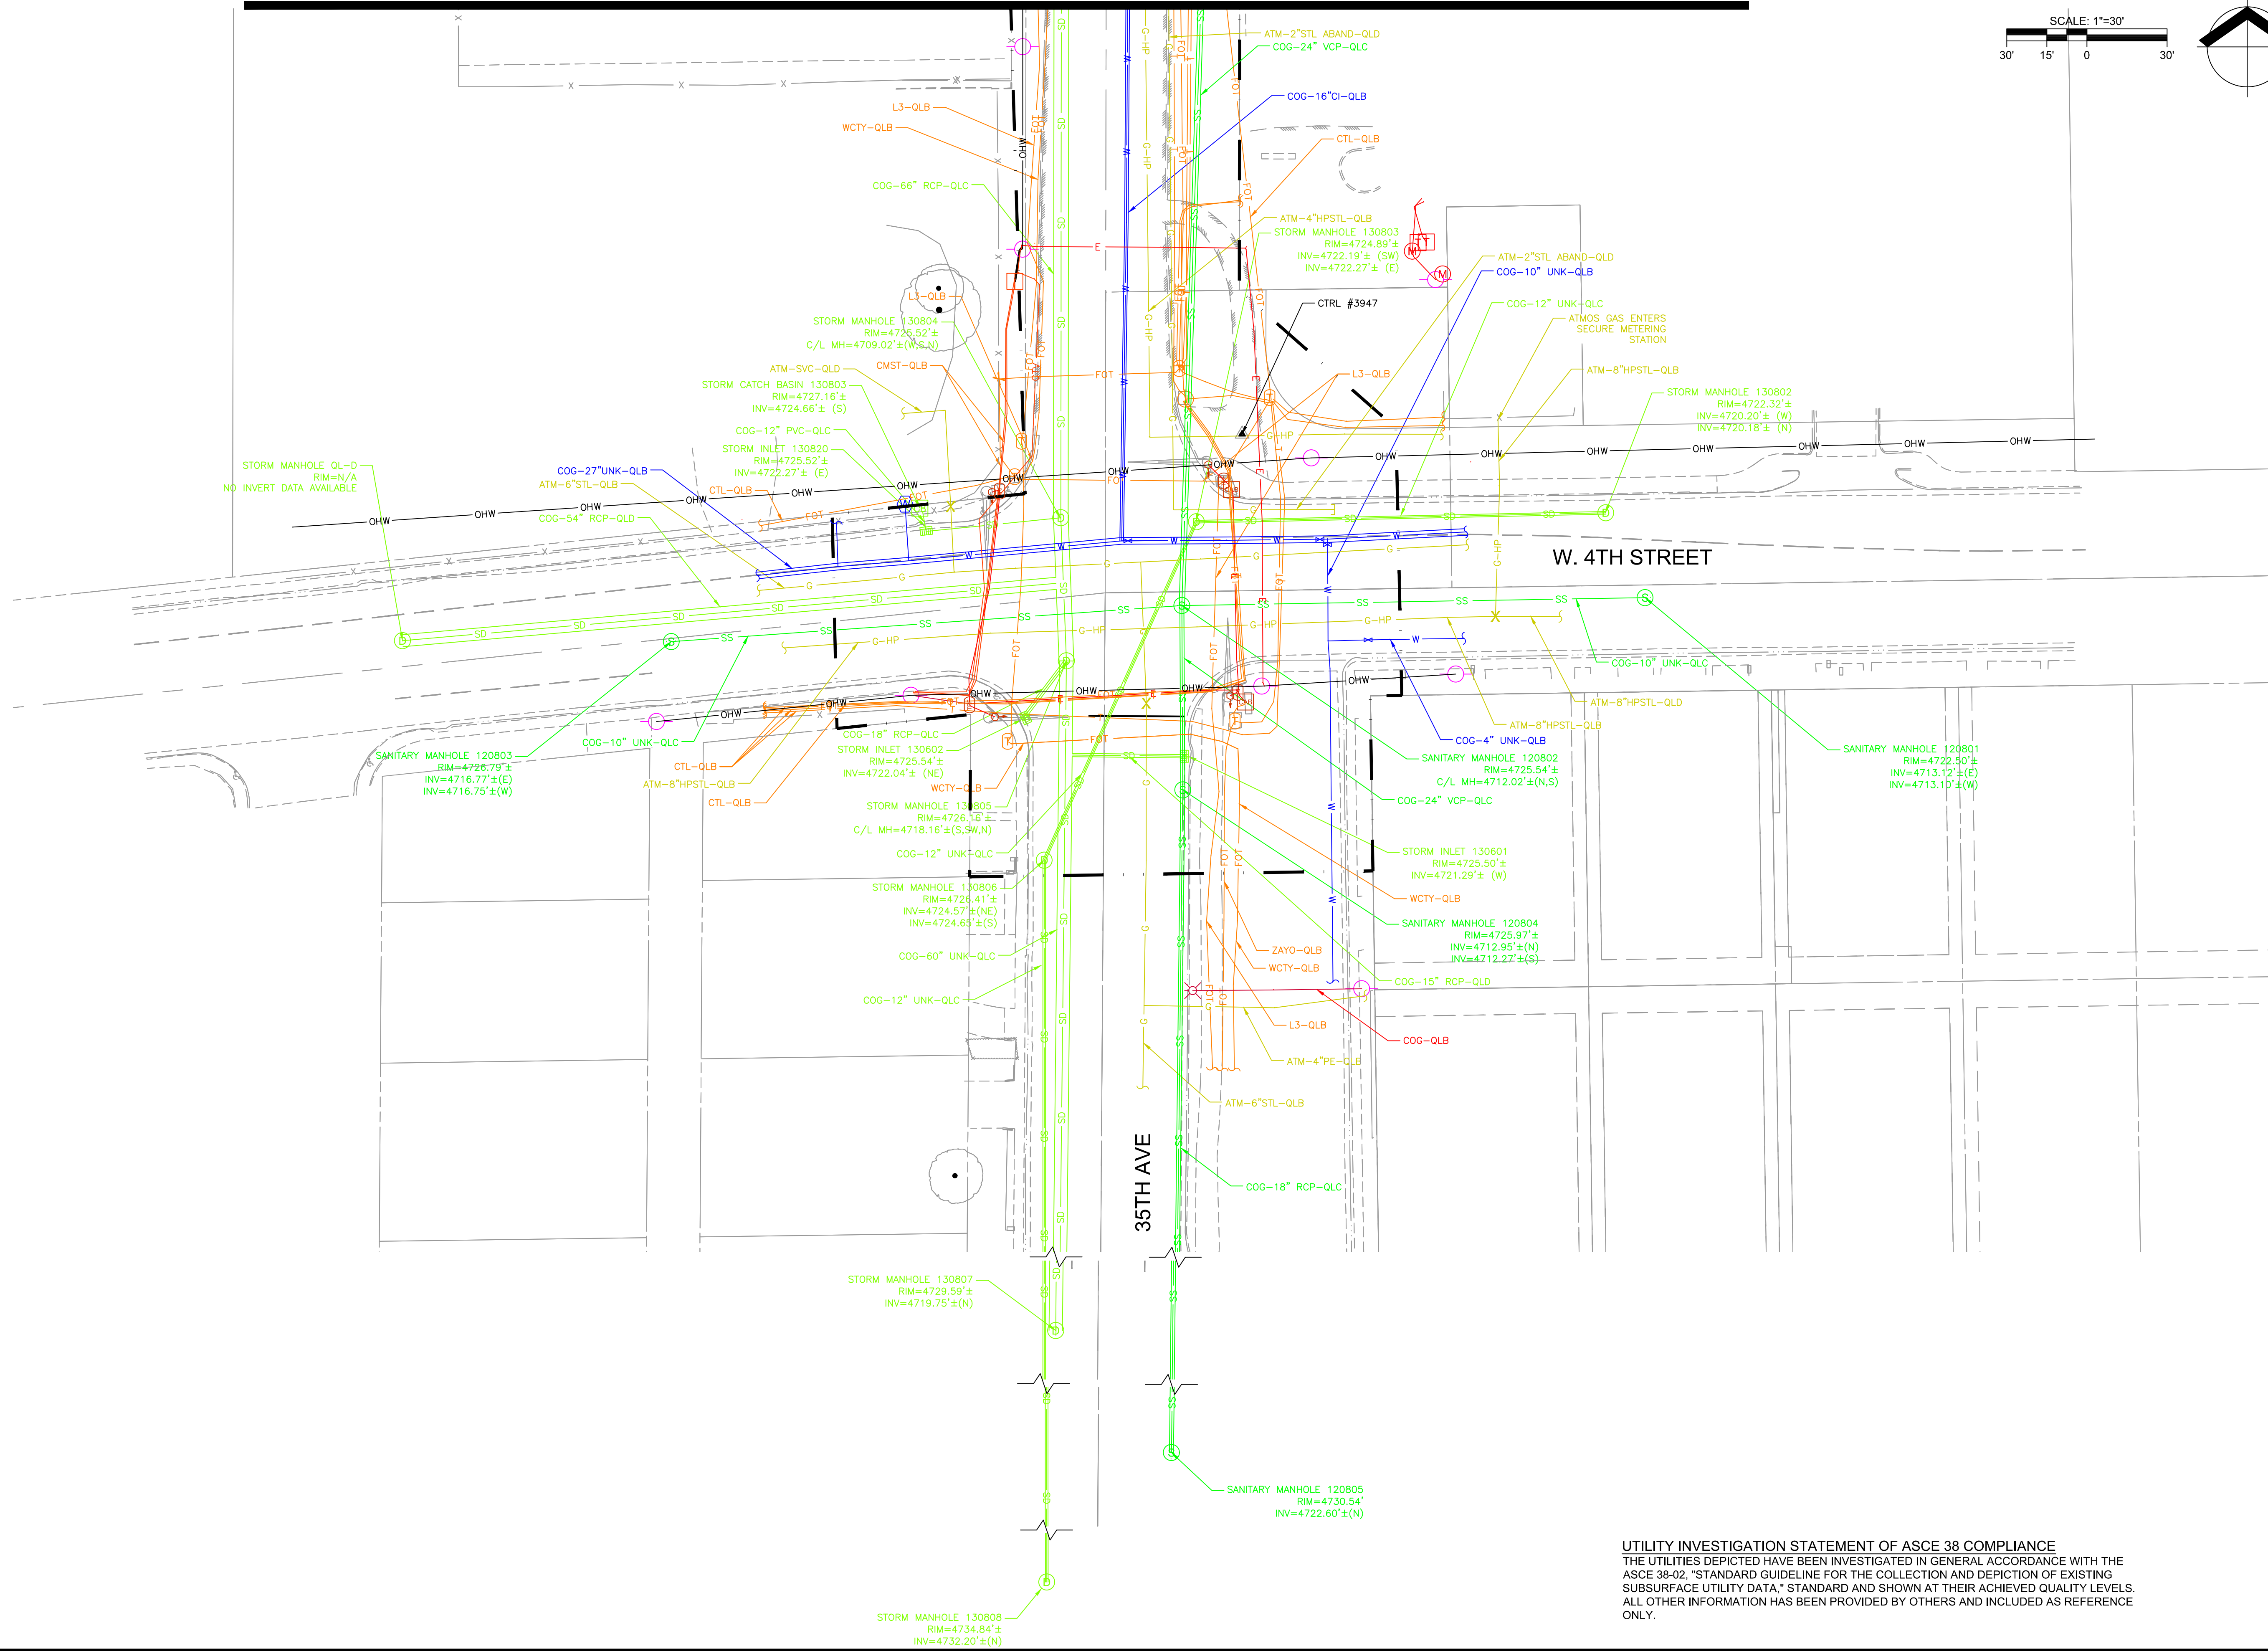 SCALE: 1"=30'
30' 15' 0 30'
ATM-2"STL ABAND-QLD
COG-24" VCP-QLC
COG-16"CI-QLB
L3-QLB
WCTY-QLB
CTL-QLB
COG-66" RCP-QLC
ATM-4"HPSTL-QLB
STORM MANHOLE 130803
RIM=4724.89'±
INV=4722.19'± (SW)
INV=4722.27'± (E)
ATM-2"STL ABAND-QLD
COG-10" UNK-QLB
COG-12" UNK-QLC
ATMOS GAS ENTERS
SECURE METERING
STATION
ATM-8"HPSTL-QLB
CTRL #3947
L3-QLB
STORM MANHOLE 130804
RIM=4725.52'±
C/L MH=4709.02'±(W,S,N)
CMST-QLB
L3-QLB
ATM-SVC-QLD
STORM CATCH BASIN 130803
RIM=4727.16'±
INV=4724.66'± (S)
COG-12" PVC-QLC
STORM INLET 130820
RIM=4725.52'±
INV=4722.27'± (E)
STORM MANHOLE 130802
RIM=4722.32'±
INV=4720.20'± (W)
INV=4720.18'± (N)
STORM MANHOLE QL-D
RIM=N/A
NO INVERT DATA AVAILABLE
COG-27"UNK-QLB
ATM-6"STL-QLB
CTL-QLB
COG-54" RCP-QLD
W. 4TH STREET
COG-10" UNK-QLC
ATM-8"HPSTL-QLD
ATM-8"HPSTL-QLB
COG-4" UNK-QLB
SANITARY MANHOLE 120801
RIM=4722.50'±
INV=4713.12'±(E)
INV=4713.10'±(W)
SANITARY MANHOLE 120802
RIM=4725.54'±
C/L MH=4712.02'±(N,S)
COG-24" VCP-QLC
SANITARY MANHOLE 120803
RIM=4726.79'±
INV=4716.77'±(E)
INV=4716.75'±(W)
COG-10" UNK-QLC
CTL-QLB
ATM-8"HPSTL-QLB
CTL-QLB
COG-18" RCP-QLC
STORM INLET 130602
RIM=4725.54'±
INV=4722.04'± (NE)
WCTY-QLB
STORM MANHOLE 130805
RIM=4726.16'±
C/L MH=4718.16'±(S,SW,N)
COG-12" UNK-QLC
STORM MANHOLE 130806
RIM=4726.41'±
INV=4724.57'±(NE)
INV=4724.65'±(S)
COG-60" UNK-QLC
COG-12" UNK-QLC
STORM INLET 130601
RIM=4725.50'±
INV=4721.29'± (W)
WCTY-QLB
SANITARY MANHOLE 120804
RIM=4725.97'±
INV=4712.95'±(N)
INV=4712.27'±(S)
ZAYO-QLB
WCTY-QLB
COG-15" RCP-QLD
L3-QLB
COG-QLB
ATM-4"PE-QLB
ATM-6"STL-QLB
35TH AVE
COG-18" RCP-QLC
STORM MANHOLE 130807
RIM=4729.59'±
INV=4719.75'±(N)
SANITARY MANHOLE 120805
RIM=4730.54'
INV=4722.60'±(N)
STORM MANHOLE 130808
RIM=4734.84'±
INV=4732.20'±(N)
UTILITY INVESTIGATION STATEMENT OF ASCE 38 COMPLIANCE
THE UTILITIES DEPICTED HAVE BEEN INVESTIGATED IN GENERAL ACCORDANCE WITH THE
ASCE 38-02, "STANDARD GUIDELINE FOR THE COLLECTION AND DEPICTION OF EXISTING
SUBSURFACE UTILITY DATA," STANDARD AND SHOWN AT THEIR ACHIEVED QUALITY LEVELS.
ALL OTHER INFORMATION HAS BEEN PROVIDED BY OTHERS AND INCLUDED AS REFERENCE
ONLY.